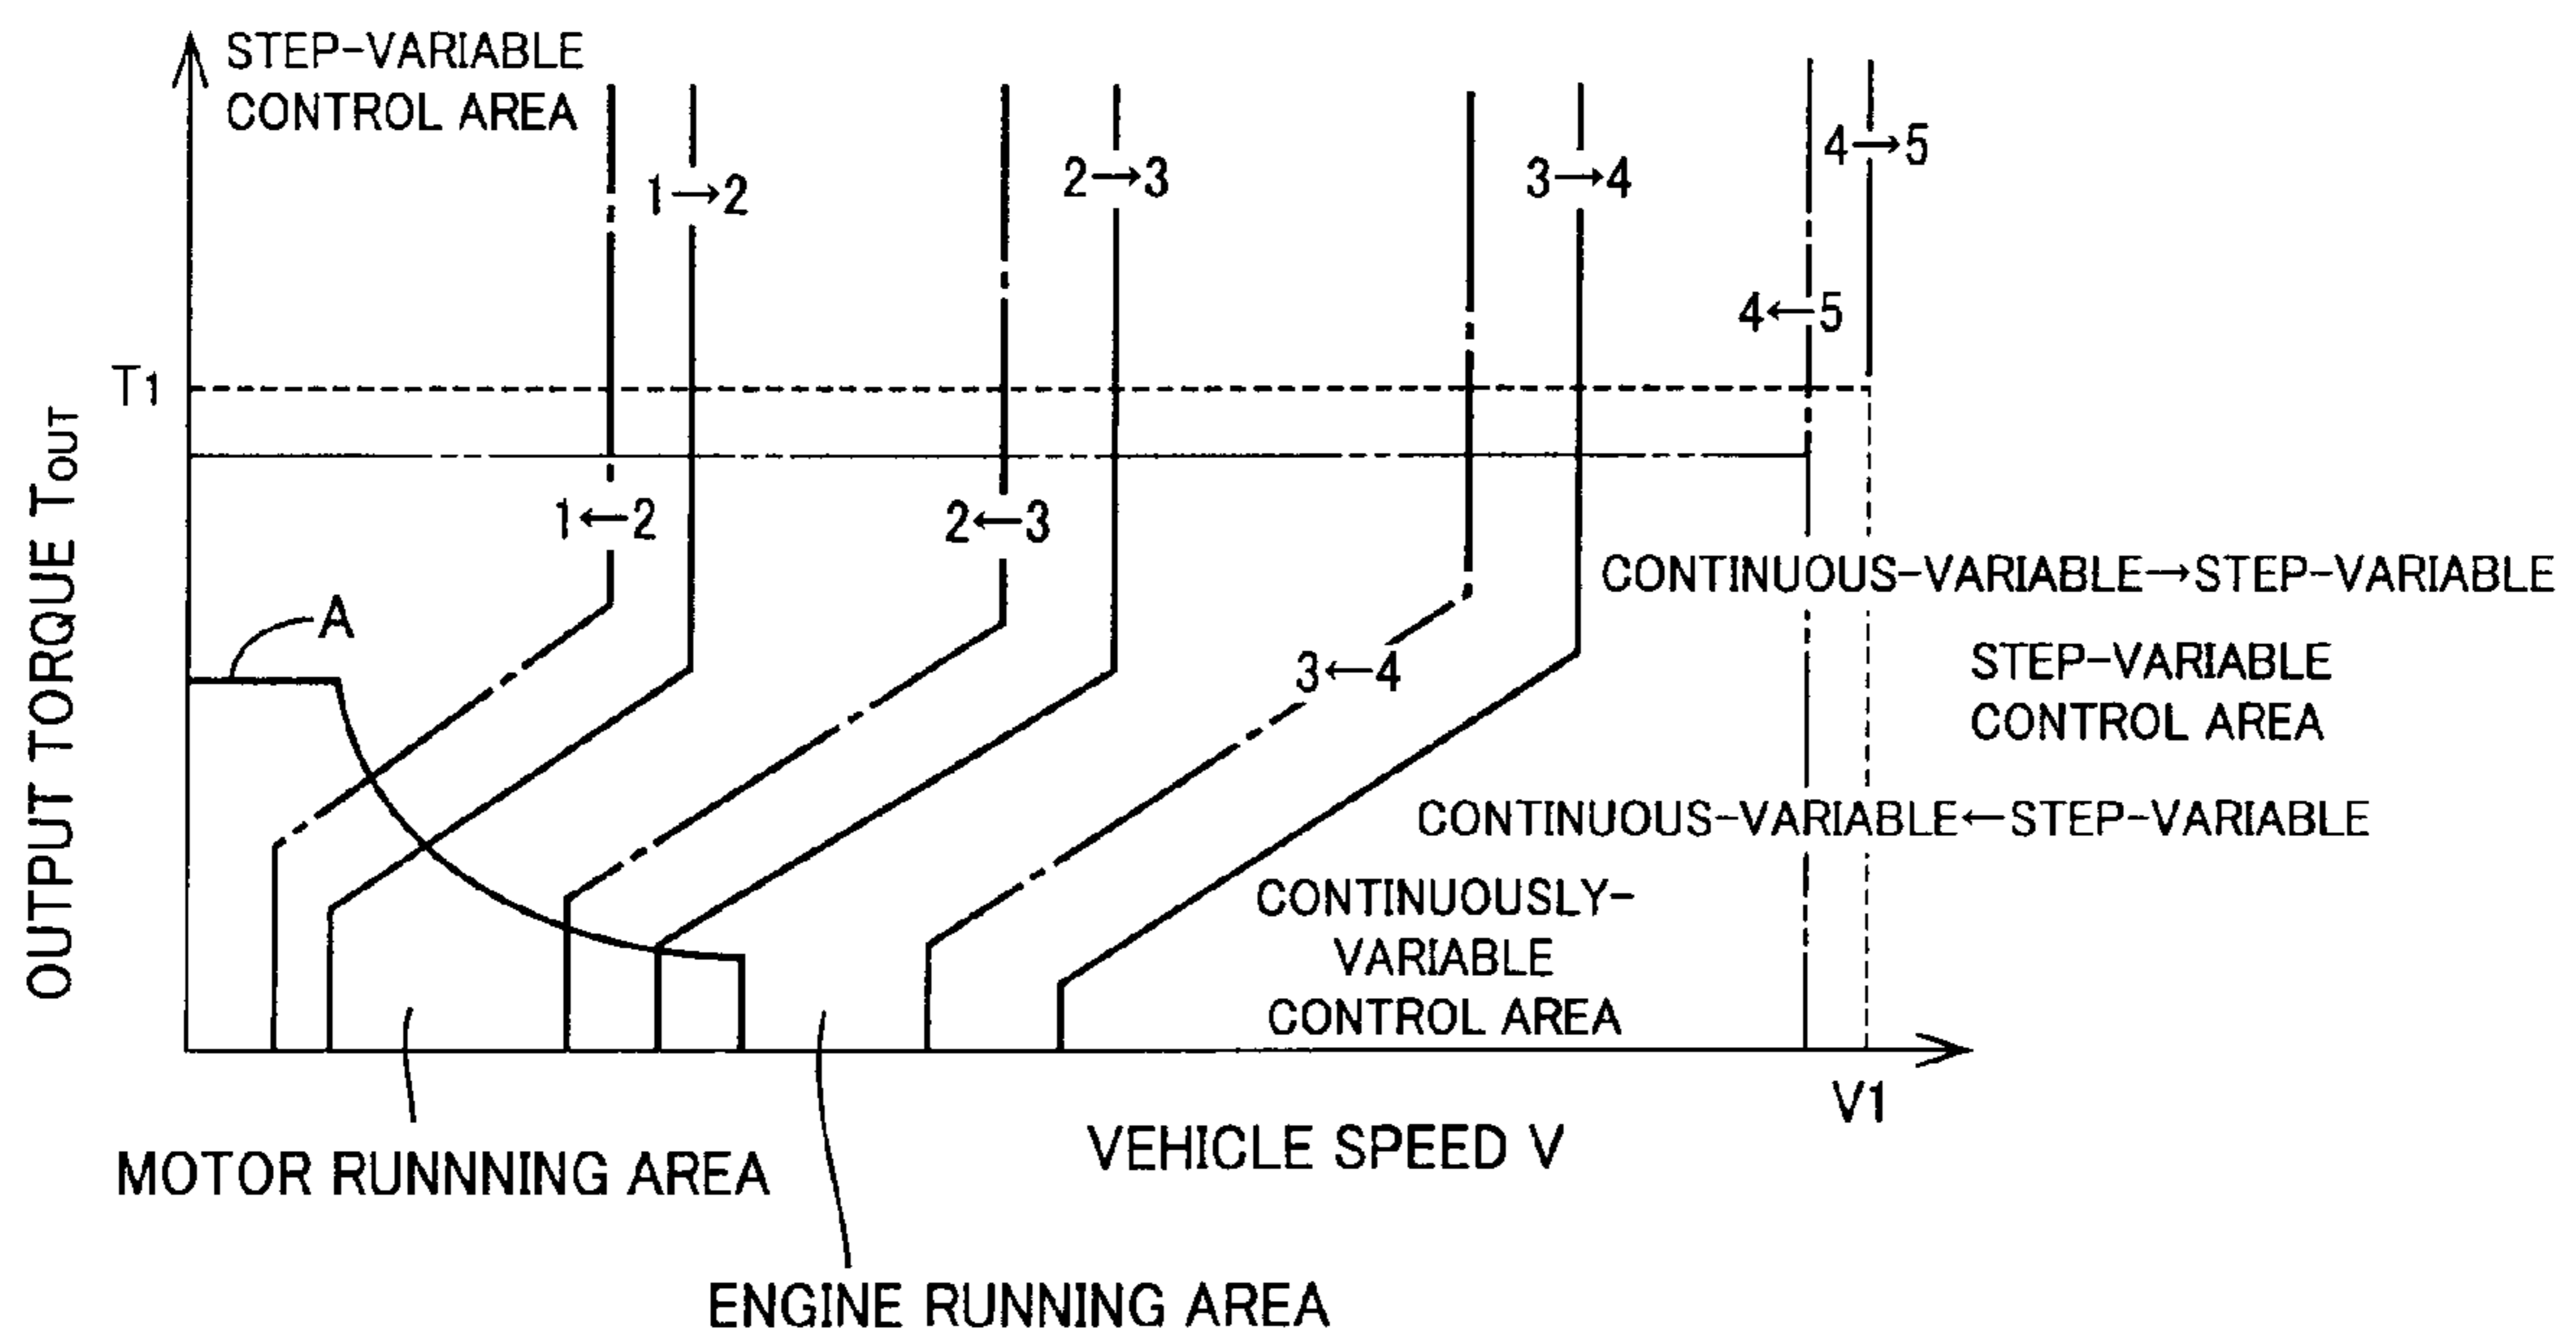 STEP-VARIABLE
CONTROL AREA
1→2
2→3
3→4
4→5
4←5
T1
1←2
2←3
3←4
CONTINUOUS-VARIABLE→STEP-VARIABLE
STEP-VARIABLE
CONTROL AREA
CONTINUOUS-VARIABLE←STEP-VARIABLE
CONTINUOUSLY-
VARIABLE
CONTROL AREA
A
OUTPUT TORQUE TOUT
V1
VEHICLE SPEED V
MOTOR RUNNNING AREA
ENGINE RUNNING AREA